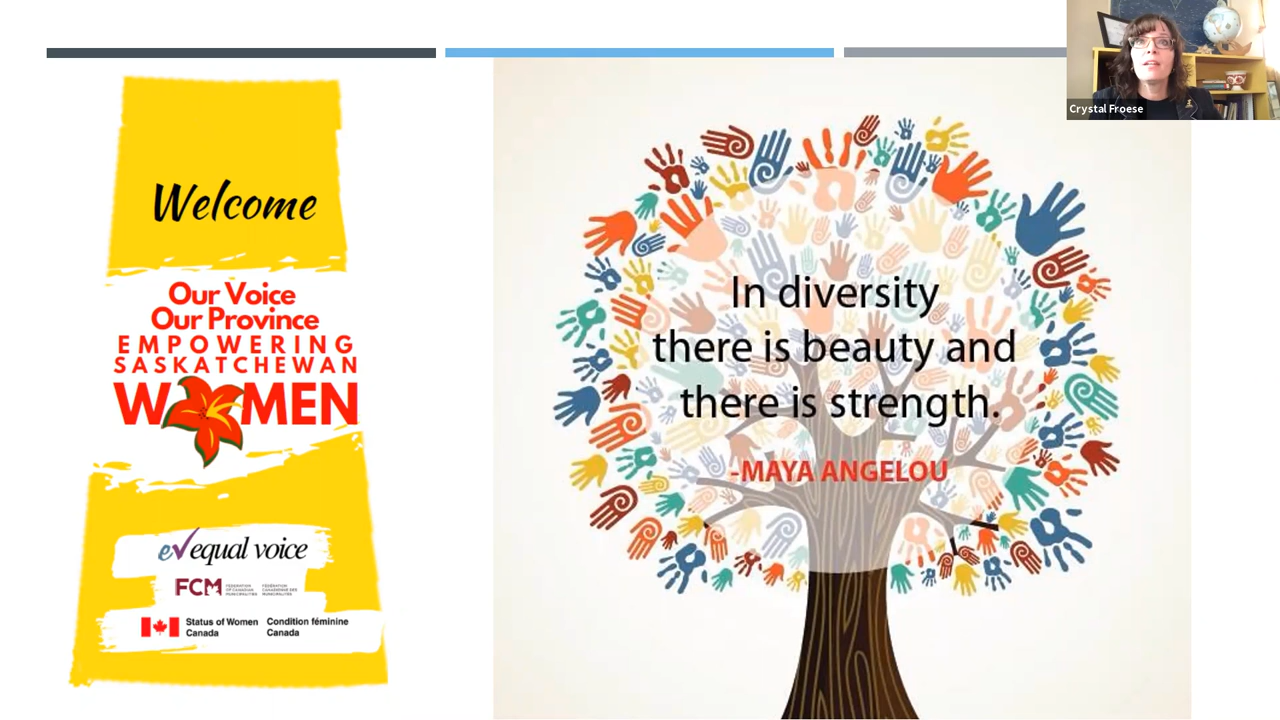 Welcome
Our Voice
Our Province
EMPOWERING
SASKATCHEWAN
WOMEN
equal voice
FCM
FEDERATION
OF CANADIAN
MUNICIPALITIES
FÉDÉRATION
CANADIENNE DES
MUNICIPALITÉS
Status of Women
Canada
Condition féminine
Canada
In diversity
there is beauty and
there is strength.
-MAYA ANGELOU
Crystal Froese